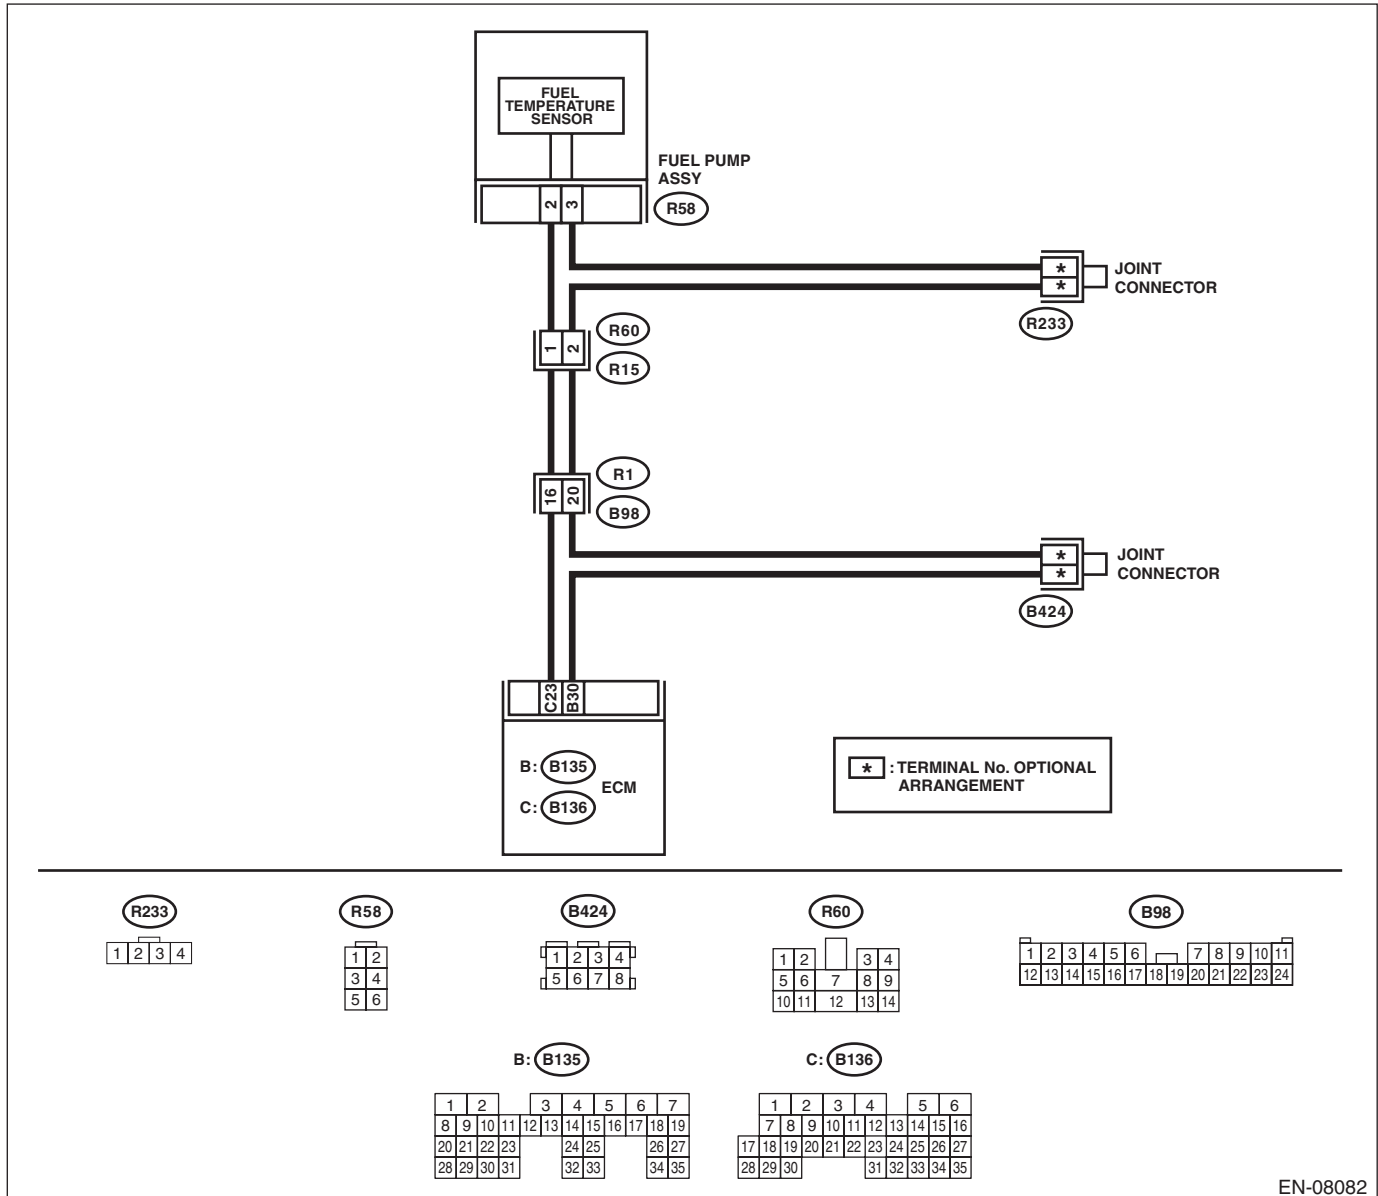 FUEL
TEMPERATURE
SENSOR
FUEL PUMP
ASSY
R58
2 3
* JOINT
* CONNECTOR
R233
R60
1 2
R15
R1
16 20
B98
* JOINT
* CONNECTOR
B424
C23 B30
B: B135
ECM
C: B136
* : TERMINAL No. OPTIONAL
ARRANGEMENT
R233
1 2 3 4
R58
1 2
3 4
5 6
B424
1 2 3 4
5 6 7 8
R60
1 2 3 4
5 6 7 8 9
10 11 12 13 14
B98
1 2 3 4 5 6 7 8 9 10 11
12 13 14 15 16 17 18 19 20 21 22 23 24
B: B135
1 2 3 4 5 6 7
8 9 10 11 12 13 14 15 16 17 18 19
20 21 22 23 24 25 26 27
28 29 30 31 32 33 34 35
C: B136
1 2 3 4 5 6
7 8 9 10 11 12 13 14 15 16
17 18 19 20 21 22 23 24 25 26 27
28 29 30 31 32 33 34 35
EN-08082